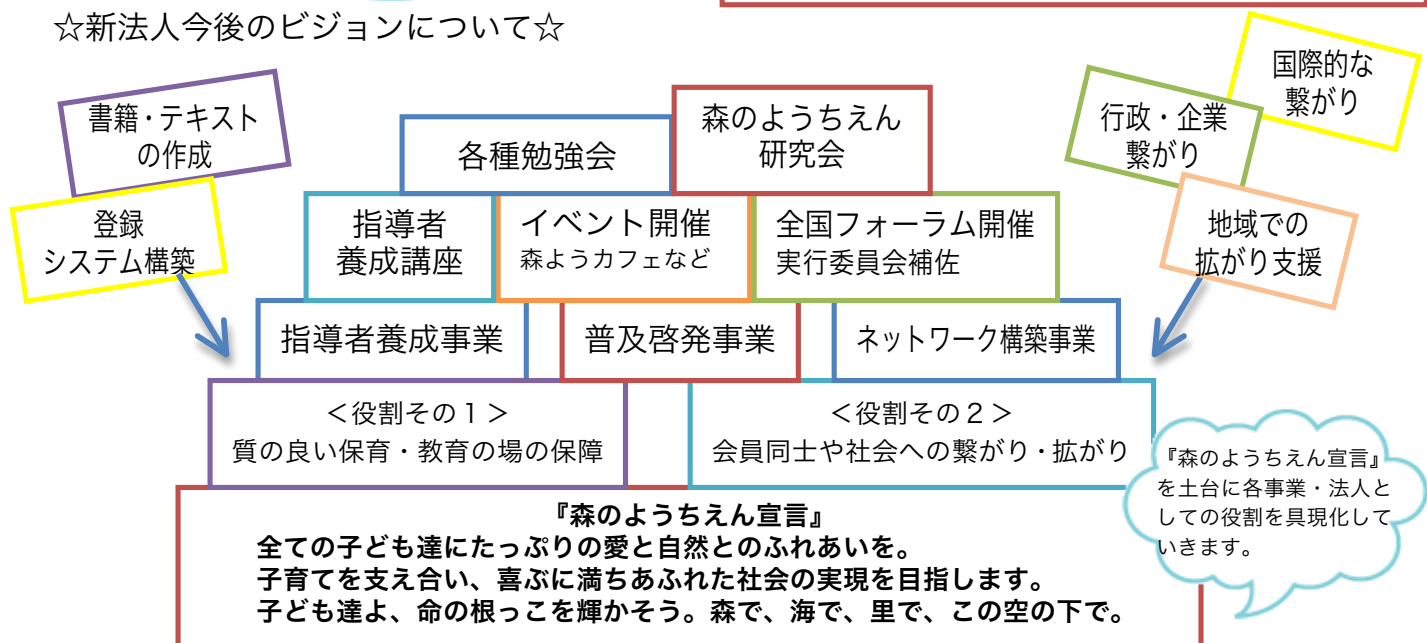 ☆新法人今後のビジョンについて☆
書籍・テキスト
の作成
登録
システム構築
各種勉強会
森のようちえん
研究会
国際的な
繋がり
行政・企業
繋がり
地域での
拡がり支援
指導者
養成講座
イベント開催
森ようカフェなど
全国フォーラム開催
実行委員会補佐
指導者養成事業
普及啓発事業
ネットワーク構築事業
＜役割その１＞
質の良い保育・教育の場の保障
＜役割その２＞
会員同士や社会への繋がり・拡がり
『森のようちえん宣言』
を土台に各事業・法人と
しての役割を具現化して
いきます。
『森のようちえん宣言』
全ての子ども達にたっぷりの愛と自然とのふれあいを。
子育てを支え合い、喜ぶに満ちあふれた社会の実現を目指します。
子ども達よ、命の根っこを輝かそう。森で、海で、里で、この空の下で。